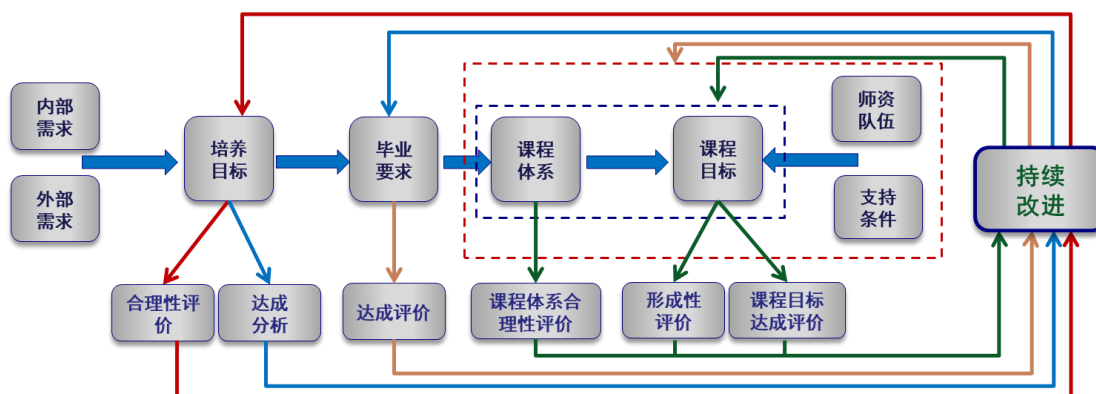 内部
需求
外部
需求
培养
目标
毕业
要求
课程
体系
课程
目标
师资
队伍
支持
条件
持续
改进
合理性评
价
达成
分析
达成评价
课程体系合
理性评价
形成性
评价
课程目标
达成评价